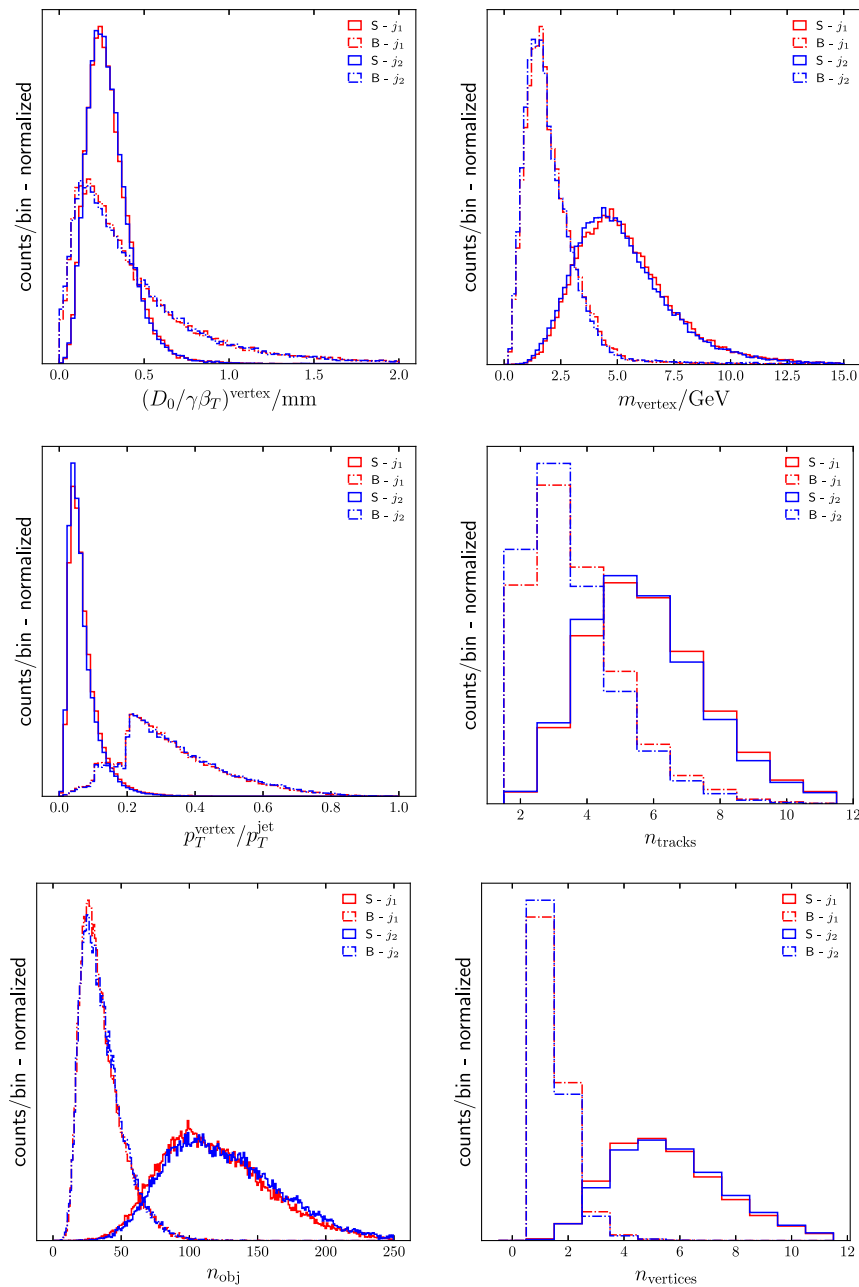 counts/bin - normalized
S - j₁
B - j₁
S - j₂
B - j₂
0.0 0.5 1.0 1.5 2.0
(D₀/γβ_T)^vertex/mm
counts/bin - normalized
S - j₁
B - j₁
S - j₂
B - j₂
0.0 2.5 5.0 7.5 10.0 12.5 15.0
m_vertex/GeV
counts/bin - normalized
S - j₁
B - j₁
S - j₂
B - j₂
0.0 0.2 0.4 0.6 0.8 1.0
p_T^vertex/p_T^jet
counts/bin - normalized
S - j₁
B - j₁
S - j₂
B - j₂
2 4 6 8 10 12
n_tracks
counts/bin - normalized
S - j₁
B - j₁
S - j₂
B - j₂
0 50 100 150 200 250
n_obj
counts/bin - normalized
S - j₁
B - j₁
S - j₂
B - j₂
0 2 4 6 8 10 12
n_vertices